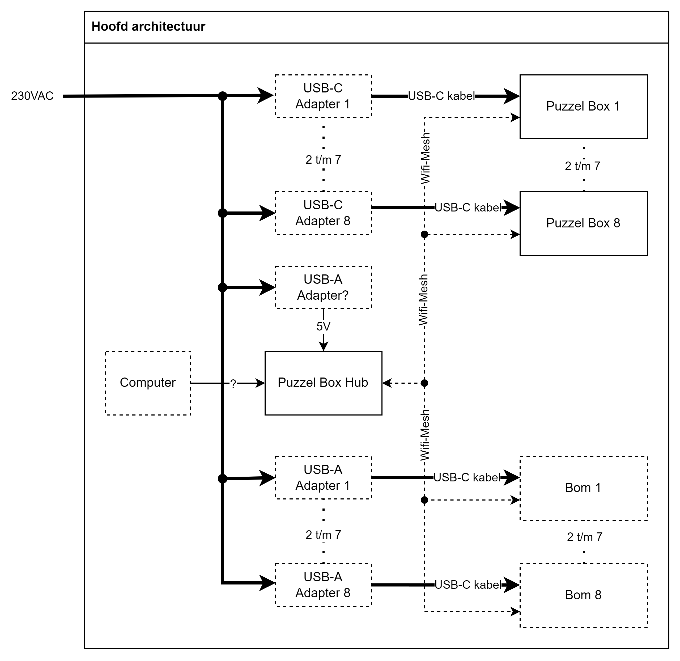 Hoofd architectuur
230VAC
USB-C
Adapter 1
USB-C kabel
Puzzel Box 1
2 t/m 7
Wifi-Mesh
2 t/m 7
USB-C
Adapter 8
USB-C kabel
Puzzel Box 8
USB-A
Adapter?
Wifi-Mesh
5V
Computer
?
Puzzel Box Hub
Wifi-Mesh
USB-A
Adapter 1
USB-C kabel
Bom 1
2 t/m 7
2 t/m 7
USB-A
Adapter 8
USB-C kabel
Bom 8